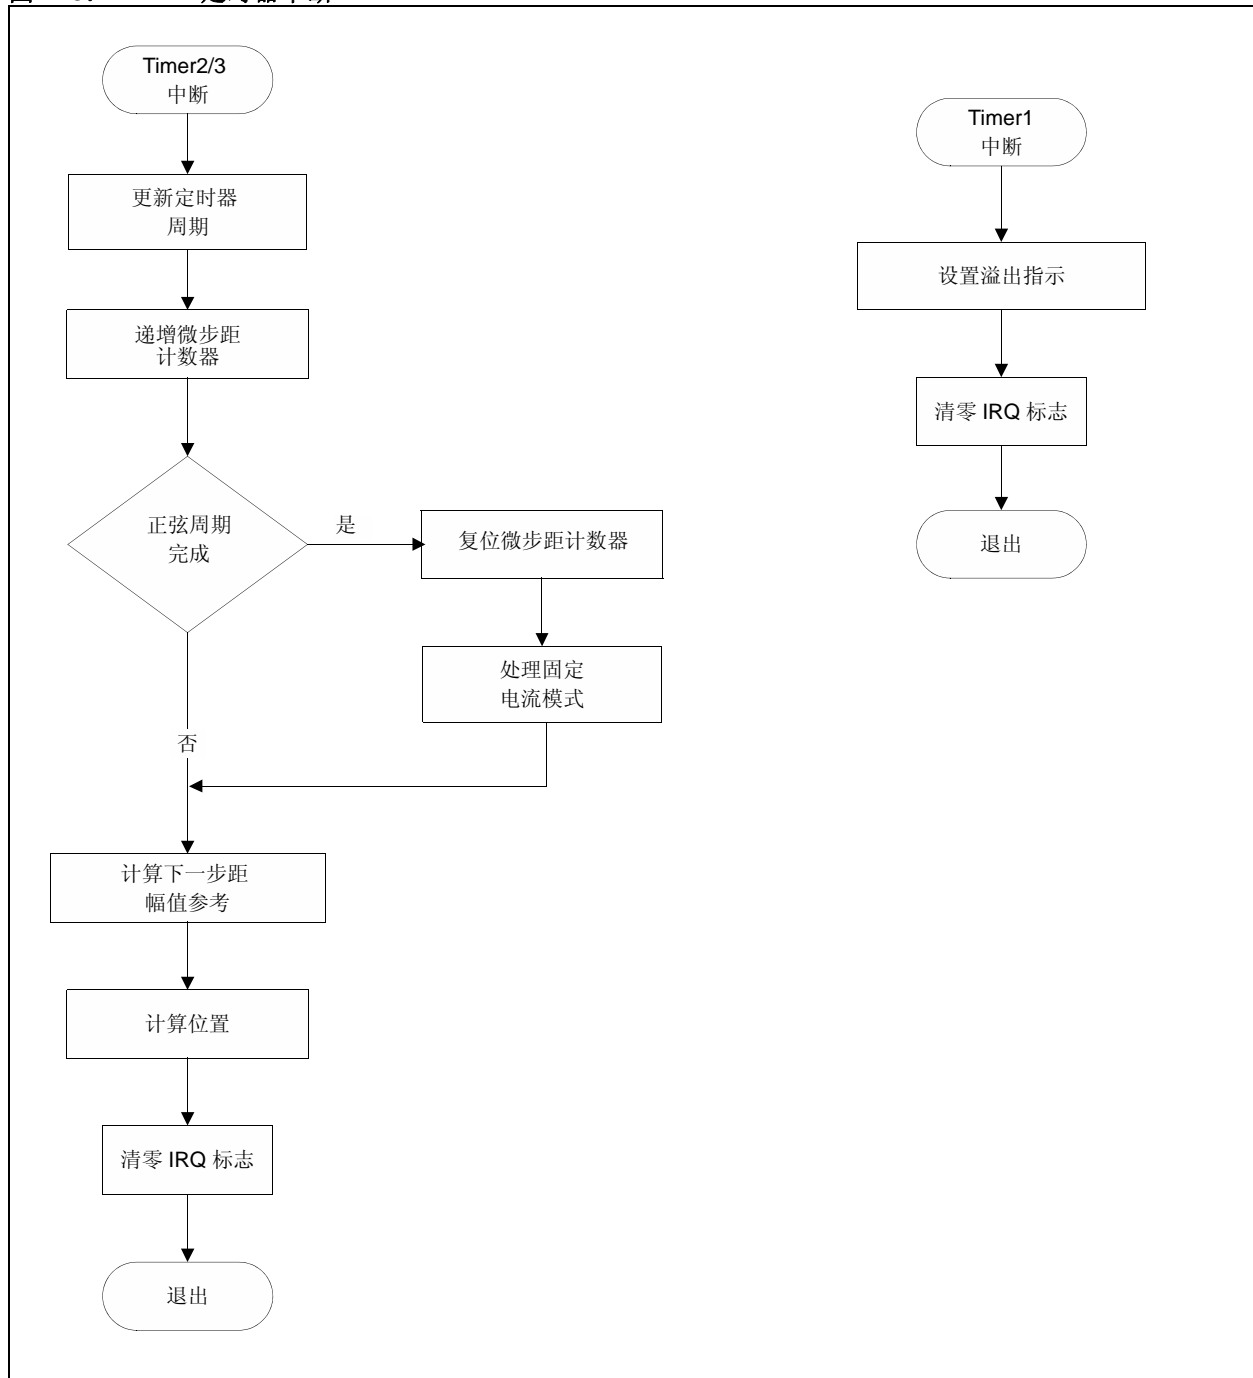 Timer2/3
中断
更新定时器
周期
递增微步距
计数器
正弦周期
完成
是
复位微步距计数器
处理固定
电流模式
否
计算下一步距
幅值参考
计算位置
清零 IRQ 标志
退出
Timer1
中断
设置溢出指示
清零 IRQ 标志
退出